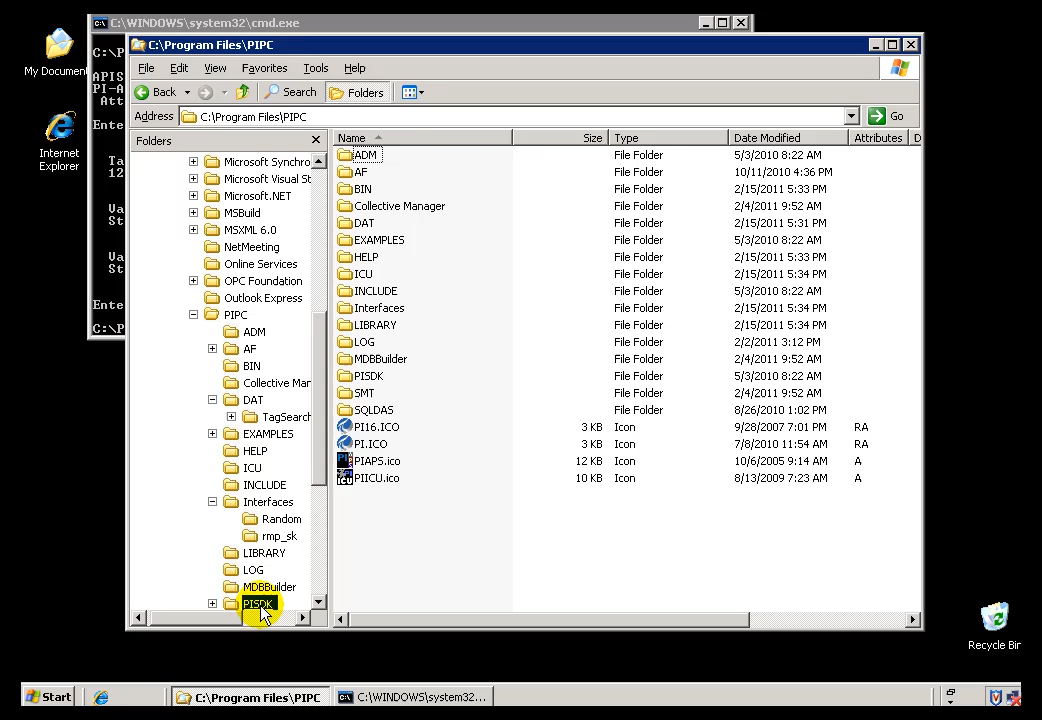 C:\WINDOWS\system32\cmd.exe
My Document
Internet
Explorer
C:\P
APIS
PI-A
Att
Ente
Ta
12
Va
St
Va
St
Ente
C:\P
C:\Program Files\PIPC
File Edit View Favorites Tools Help
Back Search Folders
Address C:\Program Files\PIPC Go
Folders
Microsoft Synchro
Microsoft Visual St
Microsoft.NET
MSBuild
MSXML 6.0
NetMeeting
Online Services
OPC Foundation
Outlook Express
PIPC
ADM
AF
BIN
Collective Mar
DAT
TagSearch
EXAMPLES
HELP
ICU
INCLUDE
Interfaces
Random
rmp_sk
LIBRARY
LOG
MDBBuilder
PISDK
Name Size Type Date Modified Attributes D
ADM File Folder 5/3/2010 8:22 AM
AF File Folder 10/11/2010 4:36 PM
BIN File Folder 2/15/2011 5:33 PM
Collective Manager File Folder 2/4/2011 9:52 AM
DAT File Folder 2/15/2011 5:31 PM
EXAMPLES File Folder 5/3/2010 8:22 AM
HELP File Folder 2/15/2011 5:33 PM
ICU File Folder 2/15/2011 5:34 PM
INCLUDE File Folder 5/3/2010 8:22 AM
Interfaces File Folder 2/15/2011 5:34 PM
LIBRARY File Folder 2/15/2011 5:34 PM
LOG File Folder 2/2/2011 3:12 PM
MDBBuilder File Folder 2/4/2011 9:52 AM
PISDK File Folder 5/3/2010 8:22 AM
SMT File Folder 2/4/2011 9:52 AM
SQLDAS File Folder 8/26/2010 1:02 PM
PI16.ICO 3 KB Icon 9/28/2007 7:01 PM RA
PI.ICO 3 KB Icon 7/8/2010 11:54 AM RA
PIAPS.ico 12 KB Icon 10/6/2005 9:14 AM A
PIICU.ico 10 KB Icon 8/13/2009 7:23 AM A
Recycle Bin
Start C:\Program Files\PIPC C:\WINDOWS\system32...